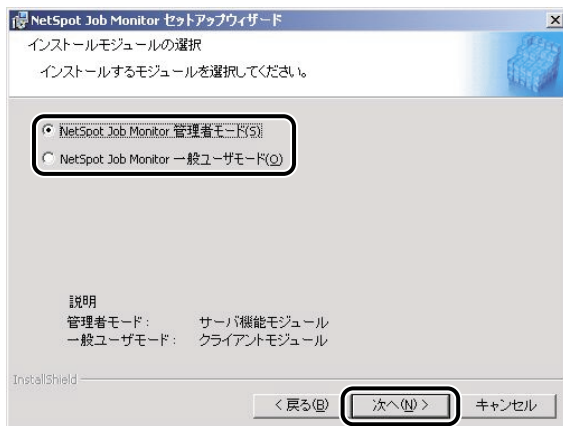 NetSpot Job Monitor セットアップウィザード
インストールモジュールの選択
インストールするモジュールを選択してください。
NetSpot Job Monitor 管理者モード(S)
NetSpot Job Monitor 一般ユーザモード(O)
説明
管理者モード： サーバ機能モジュール
一般ユーザモード： クライアントモジュール
InstallShield
< 戻る(B) 次へ(N) > キャンセル